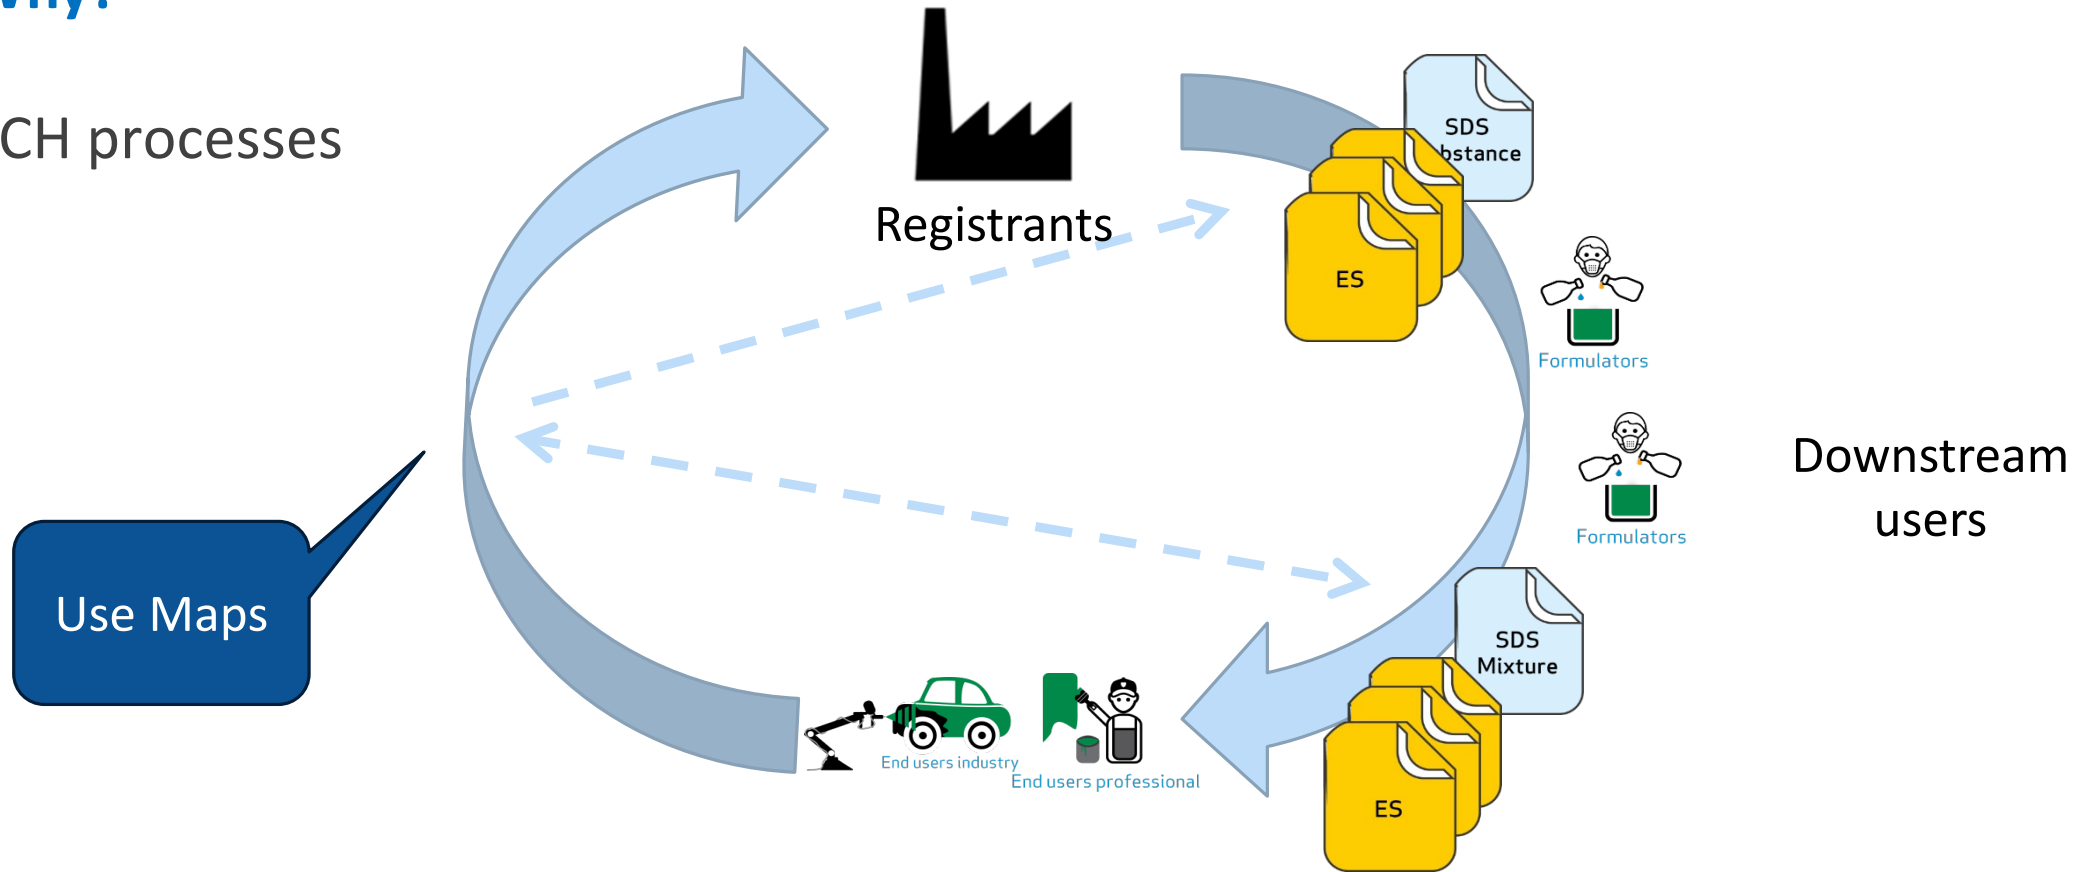 CH processes
Registrants
SDS
bstance
ES
Formulators
Formulators
Downstream
users
Use Maps
SDS
Mixture
ES
End users industry
End users professional